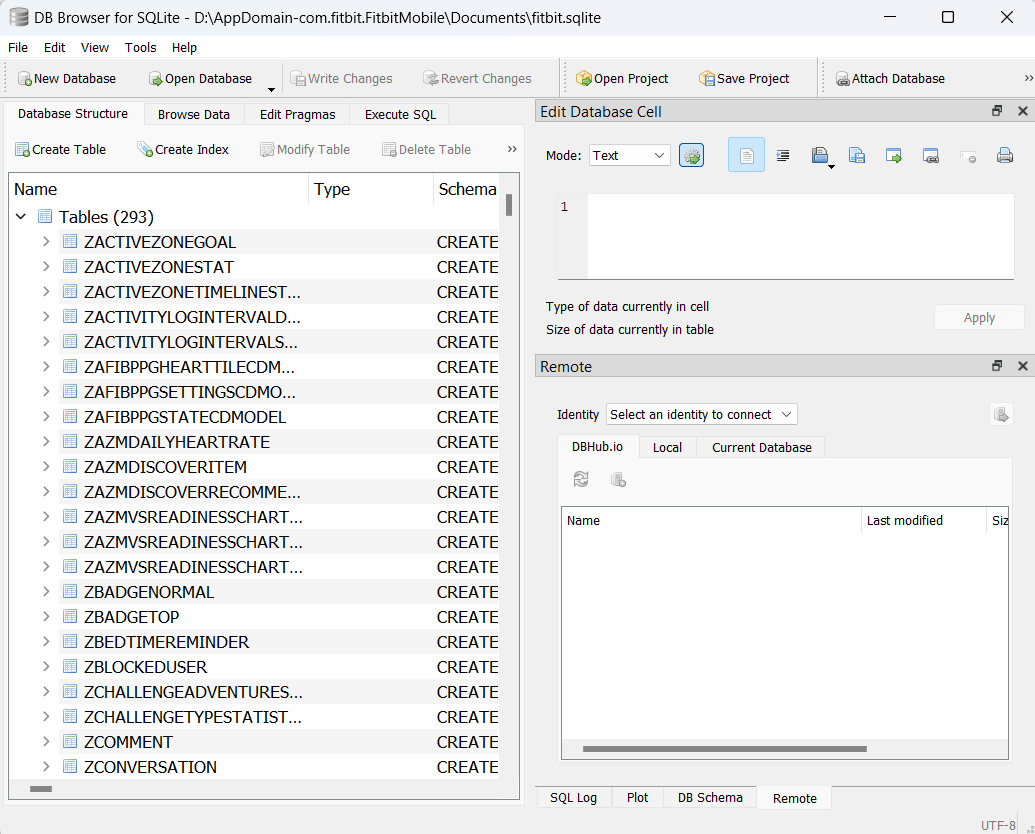 DB Browser for SQLite - D:\AppDomain-com.fitbit.FitbitMobile\Documents\fitbit.sqlite
File Edit View Tools Help
New Database Open Database Write Changes Revert Changes Open Project Save Project Attach Database »
Database Structure Browse Data Edit Pragmas Execute SQL
Create Table Create Index Modify Table Delete Table »
Name Type Schema
Tables (293)
ZACTIVEZONEGOAL CREATE
ZACTIVEZONESTAT CREATE
ZACTIVEZONETIMELINEST... CREATE
ZACTIVITYLOGINTERVALD... CREATE
ZACTIVITYLOGINTERVALS... CREATE
ZAFIBPPGHEARTTILECDM... CREATE
ZAFIBPPGSETTINGSCDMO... CREATE
ZAFIBPPGSTATECDMODEL CREATE
ZAZMDAILYHEARTRATE CREATE
ZAZMDISCOVERITEM CREATE
ZAZMDISCOVERRECOMME... CREATE
ZAZMVSREADINESSCHART... CREATE
ZAZMVSREADINESSCHART... CREATE
ZAZMVSREADINESSCHART... CREATE
ZBADGENORMAL CREATE
ZBADGETOP CREATE
ZBEDTIMEREMINDER CREATE
ZBLOCKEDUSER CREATE
ZCHALLENGEADVENTURES... CREATE
ZCHALLENGETYPESTATIST... CREATE
ZCOMMENT CREATE
ZCONVERSATION CREATE
Edit Database Cell
Mode: Text
1
Type of data currently in cell
Size of data currently in table
Apply
Remote
Identity Select an identity to connect
DBHub.io Local Current Database
Name Last modified Siz
SQL Log Plot DB Schema Remote
UTF-8